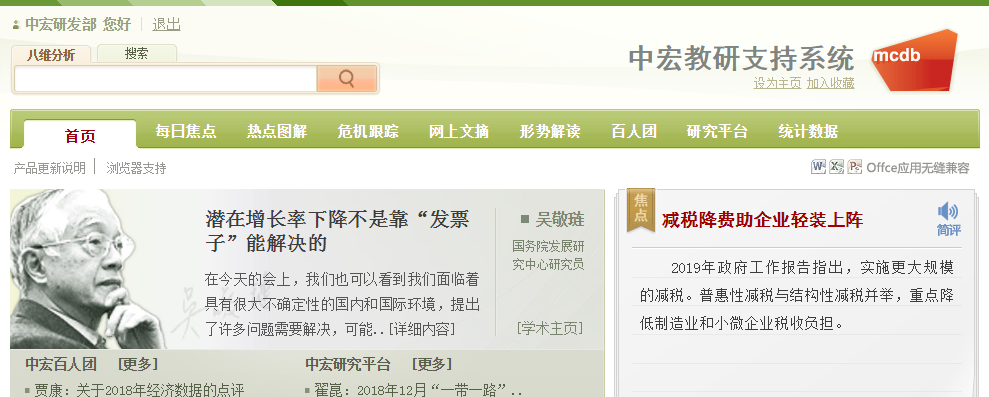 中宏研发部 您好 退出
八维分析 搜索
中宏教研支持系统
mcdb
设为主页 加入收藏
首页 每日焦点 热点图解 危机跟踪 网上文摘 形势解读 百人团 研究平台 统计数据
产品更新说明 浏览器支持
Offce应用无缝兼容
潜在增长率下降不是靠“发票
子”能解决的
在今天的会上，我们也可以看到我们面临着
具有很大不确定性的国内和国际环境，提出
了许多问题需要解决，可能..[详细内容]
吴敬琏
国务院发展研
究中心研究员
[学术主页]
焦点
减税降费助企业轻装上阵
简评
2019年政府工作报告指出，实施更大规模
的减税。普惠性减税与结构性减税并举，重点降
低制造业和小微企业税收负担。
中宏百人团 [更多]
贾康：关于2018年经济数据的点评
中宏研究平台 [更多]
翟崑：2018年12月“一带一路”..